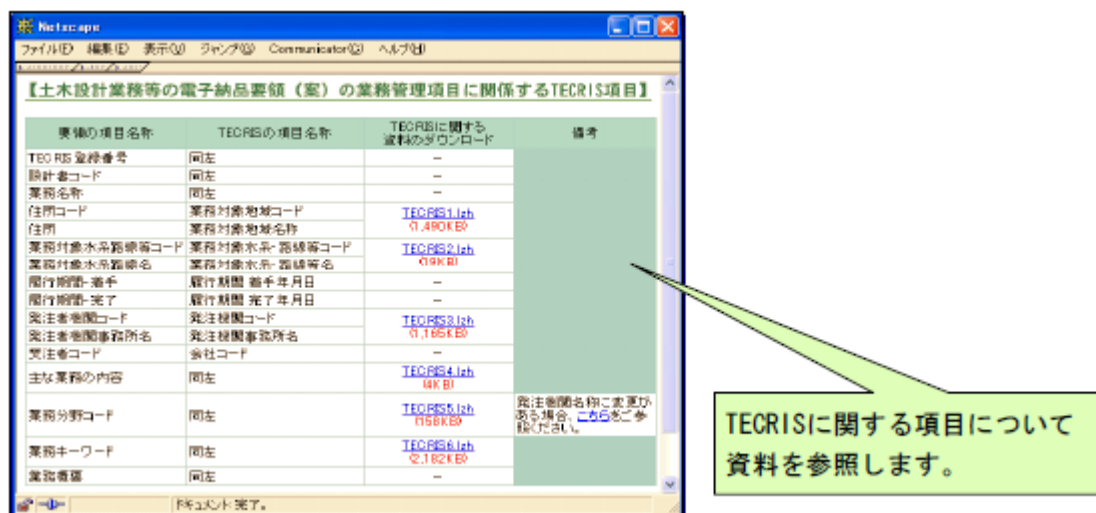 Netscape
ファイル(F) 編集(E) 表示(V) ジャンプ(G) Communicator(C) ヘルプ(H)
【土木設計業務等の電子納品要領（案）の業務管理項目に関係するTECRIS項目】
要領の項目名称 TECRISの項目名称 TECRISに関する 備考
資料のダウンロード
TECRIS登録番号 同左 －
設計書コード 同左 －
業務名称 同左 －
住所コード 業務対象地域コード TECRIS1.lzh
住所 業務対象地域名称 (1,490KB)
業務対象水系路線等コード 業務対象水系・路線等コード TECRIS2.lzh
業務対象水系路線名 業務対象水系・路線等名 (19KB)
履行期間-着手 履行期間 着手年月日 －
履行期間-完了 履行期間 完了年月日 －
発注者機関コード 発注機関コード TECRIS3.lzh
発注者機関事務所名 発注機関事務所名 (1,165KB)
受注者コード 会社コード －
主な業務の内容 同左 TECRIS4.lzh
(4KB)
業務分野コード 同左 TECRIS5.lzh
(158KB)
発注機関名称に変更が
ある場合、こちらをご参
照ください。
業務キーワード 同左 TECRIS6.lzh
(2,182KB)
業務概要 同左 －
ドキュメント:完了。
TECRISに関する項目について
資料を参照します。